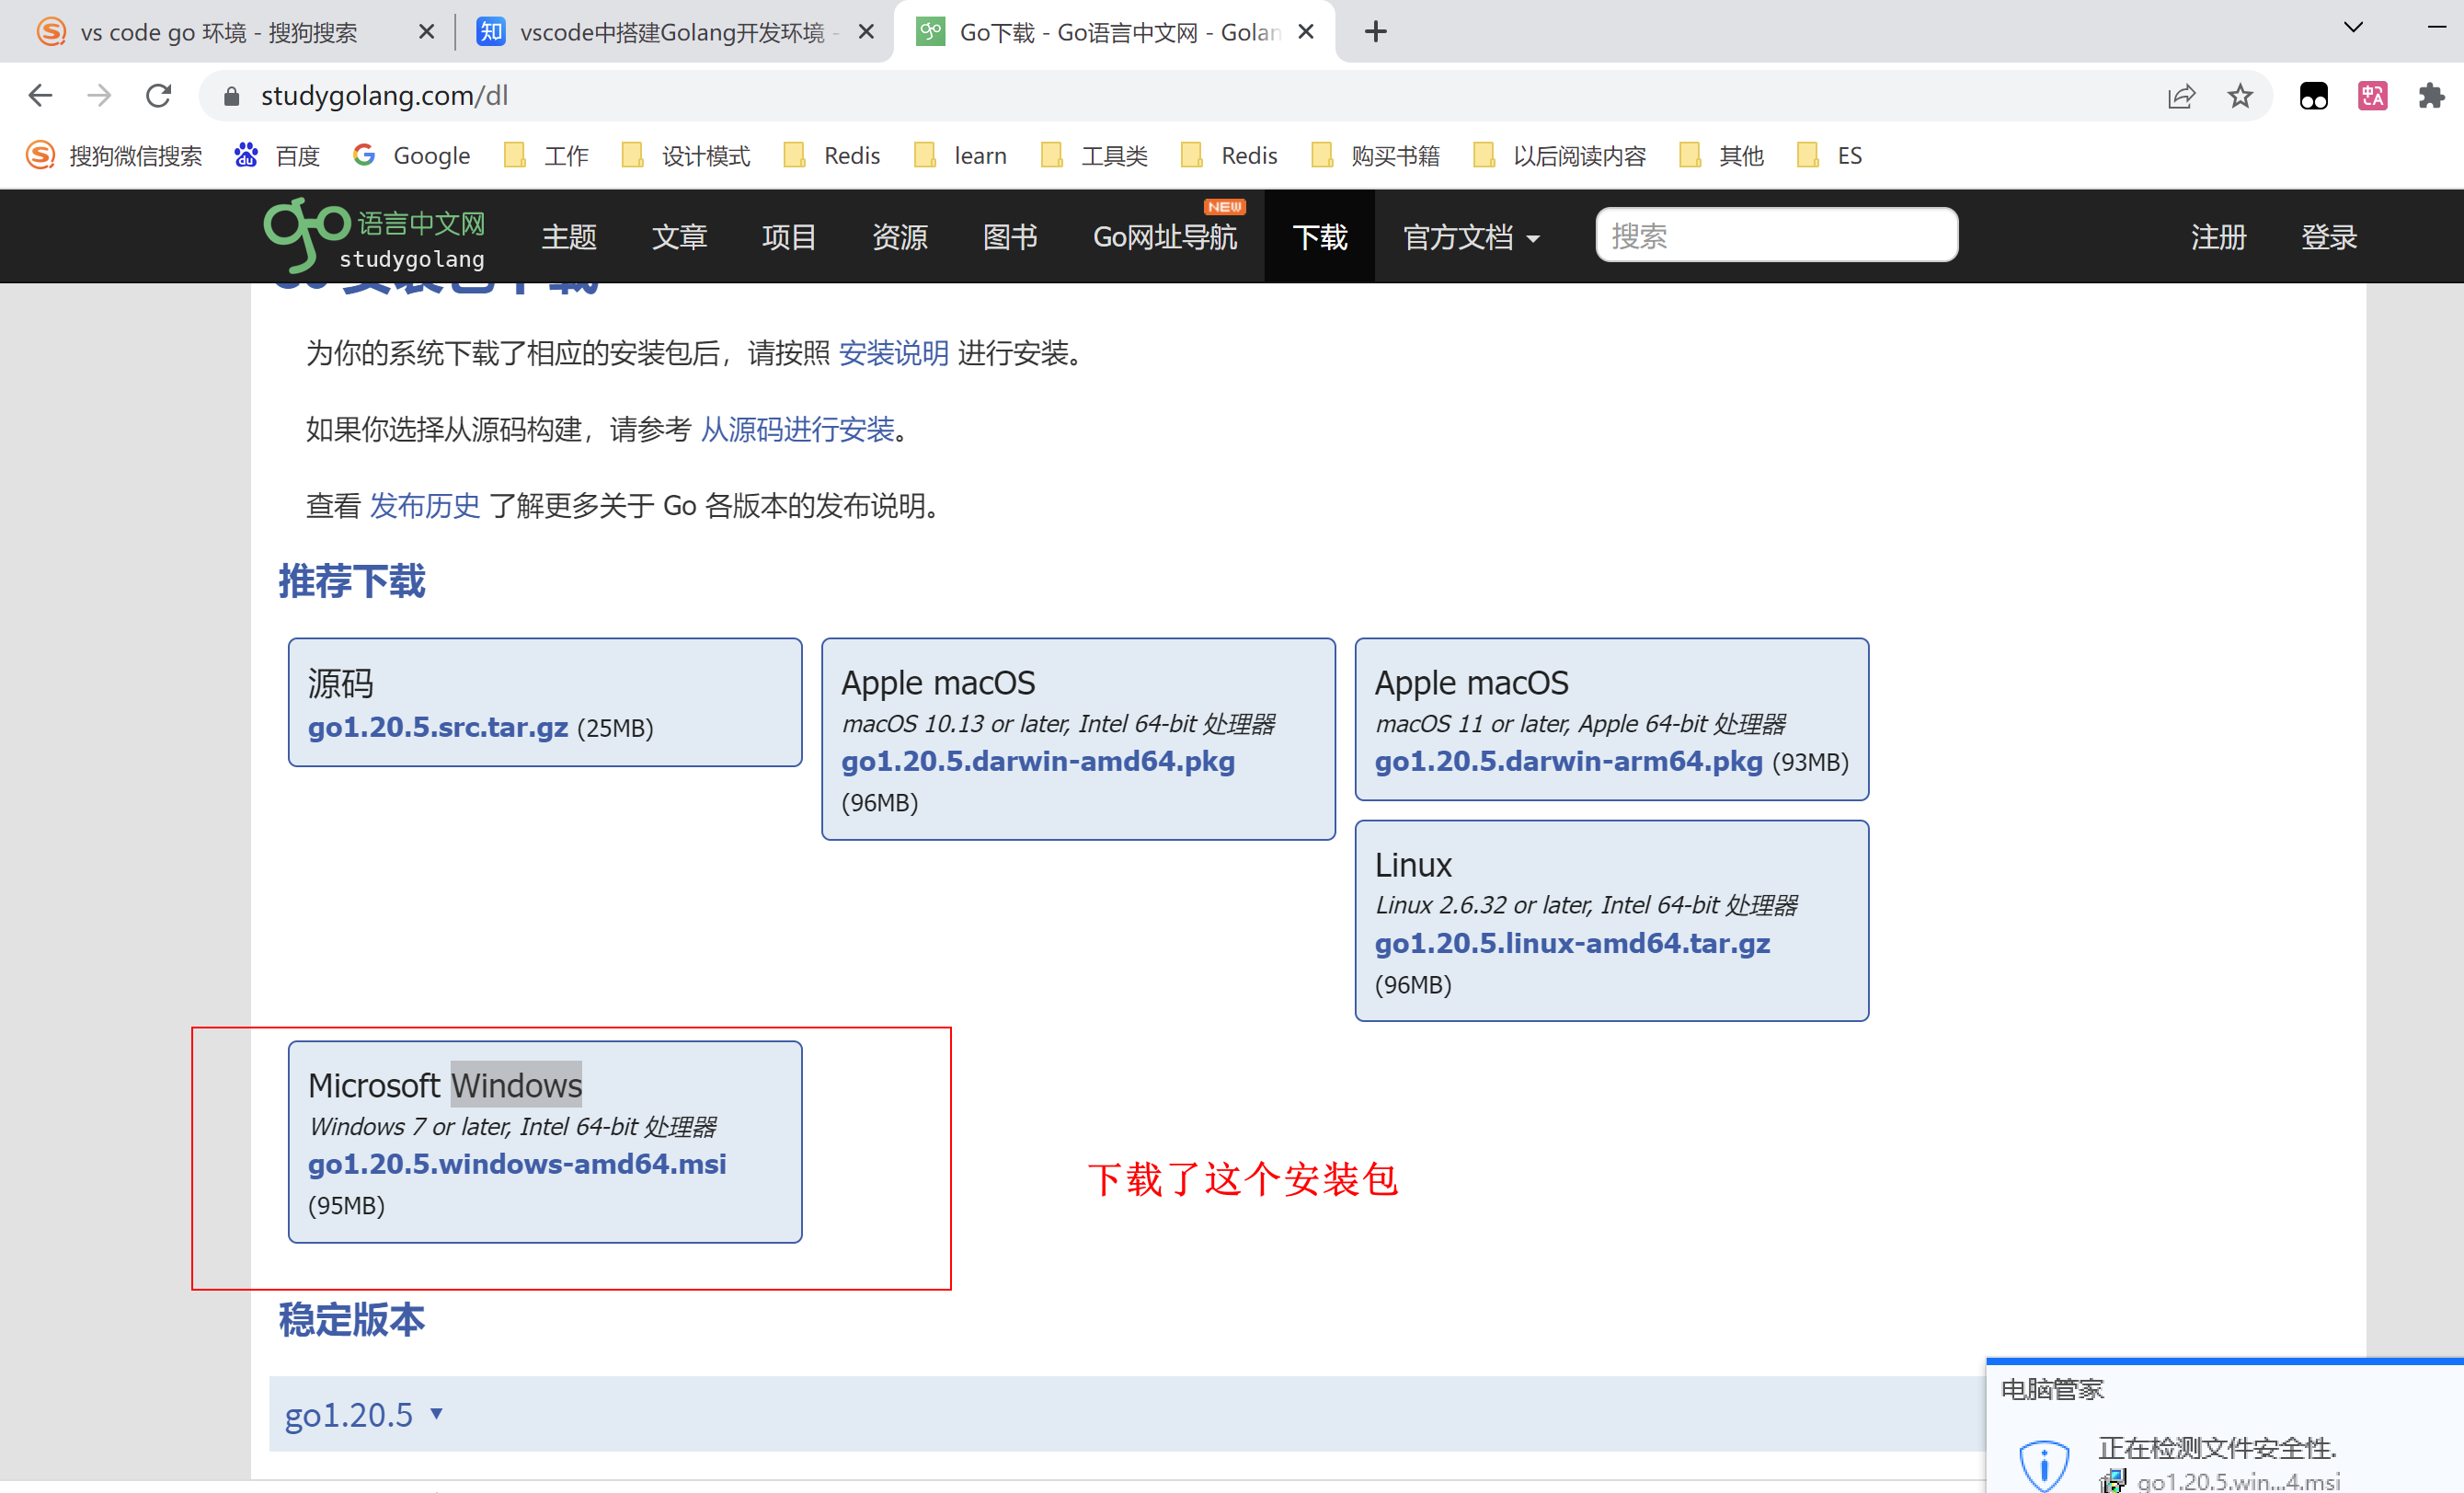 vs code go 环境 - 搜狗搜索
知 vscode中搭建Golang开发环境 -
Go下载 - Go语言中文网 - Golan
studygolang.com/dl
搜狗微信搜索 百度 Google 工作 设计模式 Redis learn 工具类 Redis 购买书籍 以后阅读内容 其他 ES
go语言中文网
studygolang
主题 文章 项目 资源 图书 Go网址导航 NEW 下载 官方文档 搜索 注册 登录
Go 安装包下载
为你的系统下载了相应的安装包后，请按照 安装说明 进行安装。
如果你选择从源码构建，请参考 从源码进行安装。
查看 发布历史 了解更多关于 Go 各版本的发布说明。
推荐下载
源码
go1.20.5.src.tar.gz (25MB)
Apple macOS
macOS 10.13 or later, Intel 64-bit 处理器
go1.20.5.darwin-amd64.pkg
(96MB)
Apple macOS
macOS 11 or later, Apple 64-bit 处理器
go1.20.5.darwin-arm64.pkg (93MB)
Linux
Linux 2.6.32 or later, Intel 64-bit 处理器
go1.20.5.linux-amd64.tar.gz
(96MB)
Microsoft Windows
Windows 7 or later, Intel 64-bit 处理器
go1.20.5.windows-amd64.msi
(95MB)
下载了这个安装包
稳定版本
go1.20.5 ▾
电脑管家
正在检测文件安全性.
go1.20.5.win...4.msi